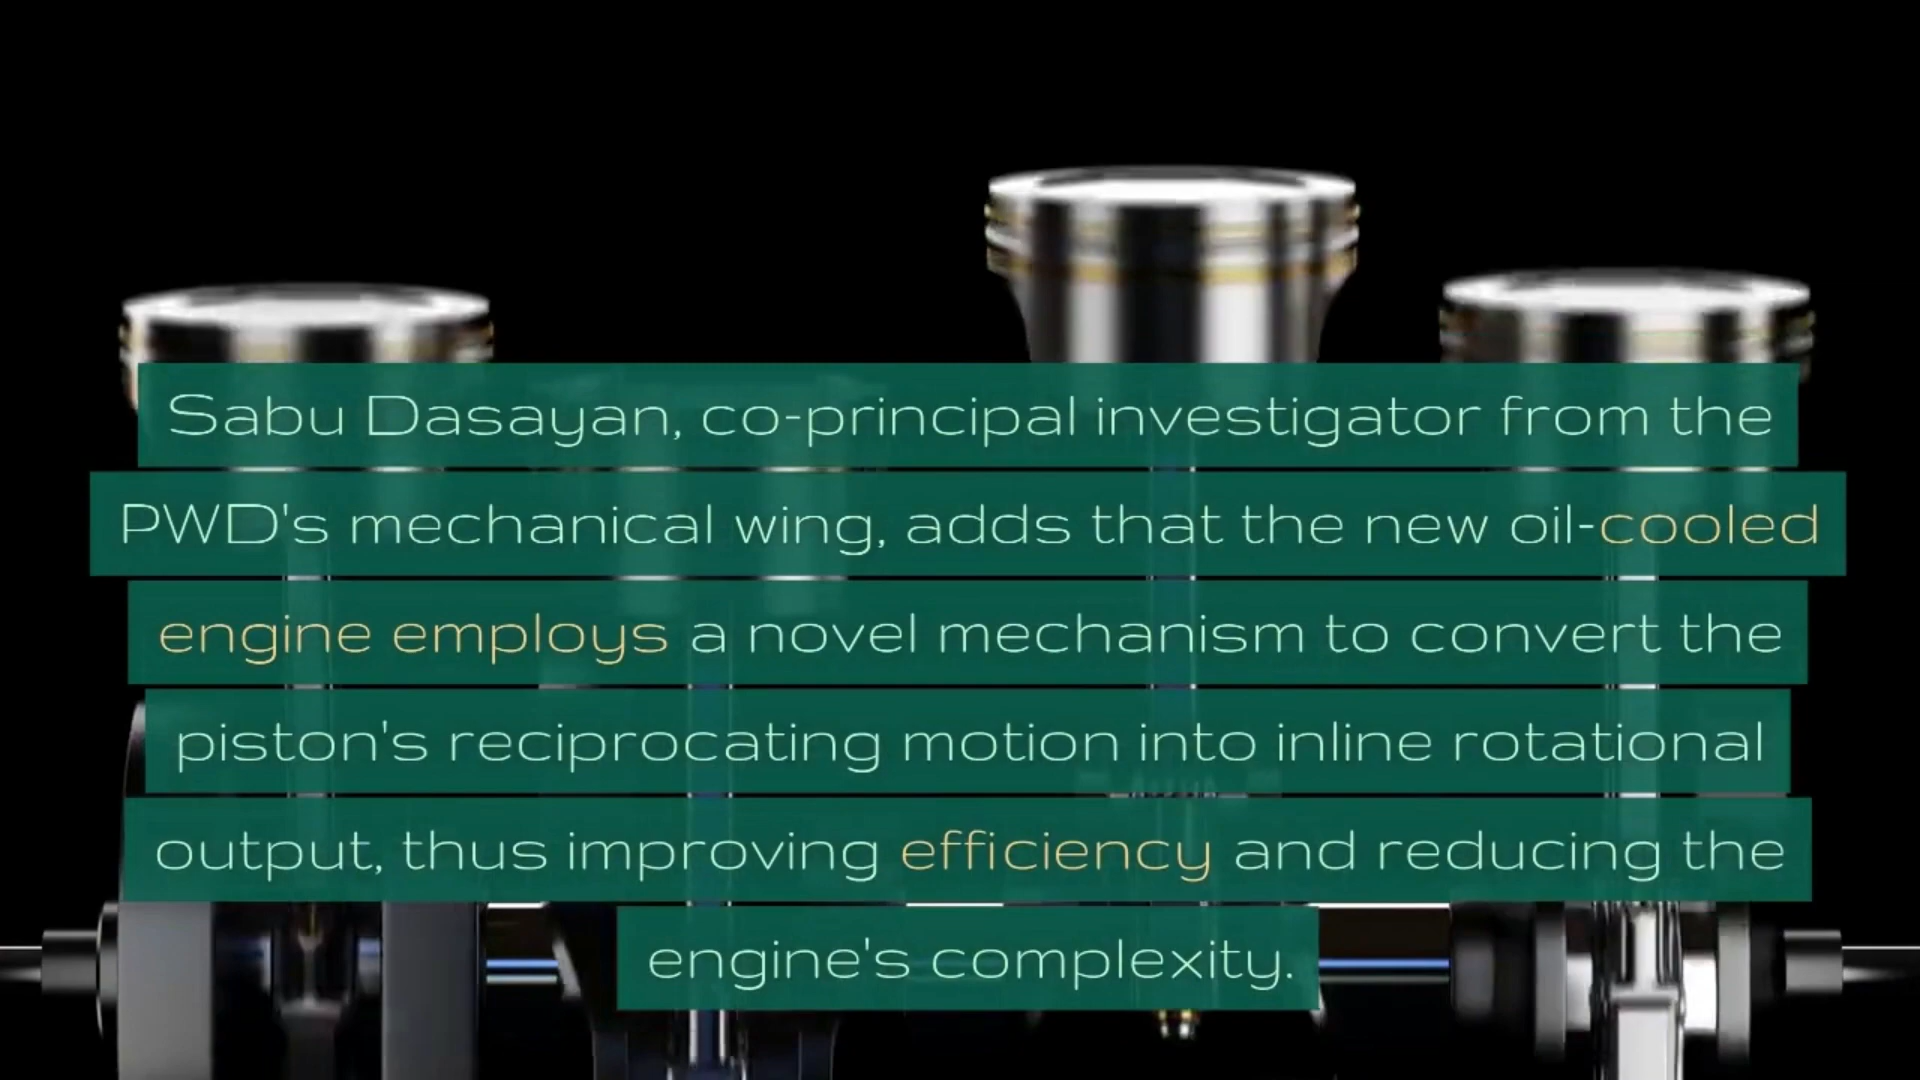 Sabu Dasayan, co-principal investigator from the
PWD's mechanical wing, adds that the new oil-cooled
engine employs a novel mechanism to convert the
piston's reciprocating motion into inline rotational
output, thus improving efficiency and reducing the
engine's complexity.